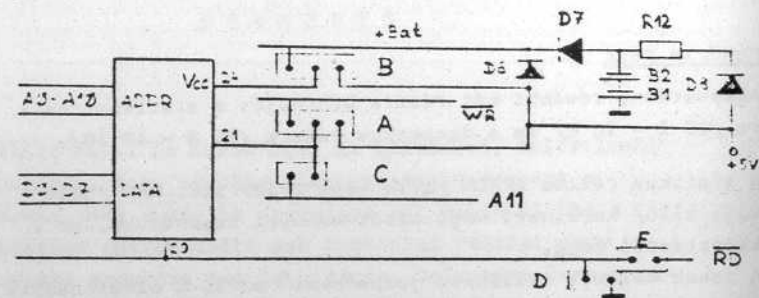 D7 R12
+Bat
B D6 B2 D8
Vcc 24
B1
A0-A10 ADDR
WR
A
21 +5V
C
D0-D7 DATA
A11
20 E RD
D